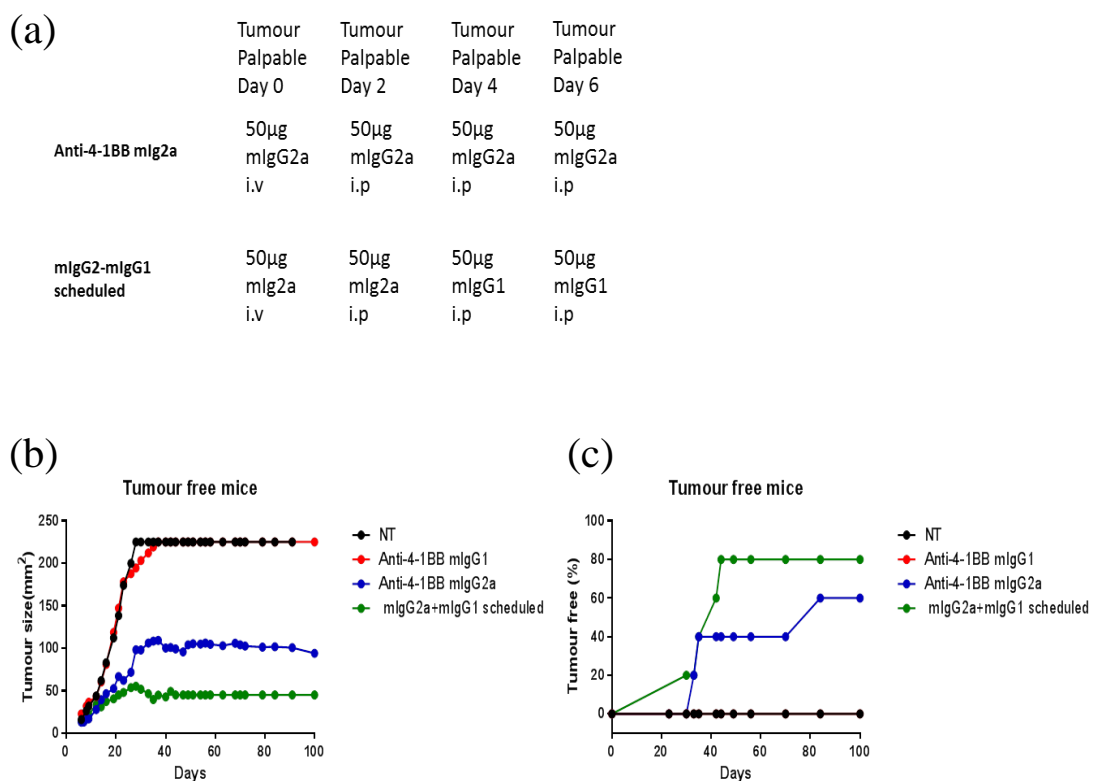 (a)
Tumour Palpable Day 0
Tumour Palpable Day 2
Tumour Palpable Day 4
Tumour Palpable Day 6
Anti-4-1BB mIg2a
50µg mIgG2a i.v
50µg mIgG2a i.p
50µg mIgG2a i.p
50µg mIgG2a i.p
mIgG2-mIgG1 scheduled
50µg mIg2a i.v
50µg mIg2a i.p
50µg mIgG1 i.p
50µg mIgG1 i.p
(b)
Tumour free mice
Tumour size(mm²)
250
200
150
100
50
0
0 20 40 60 80 100
Days
NT
Anti-4-1BB mIgG1
Anti-4-1BB mIgG2a
mIgG2a+mIgG1 scheduled
(c)
Tumour free mice
Tumour free (%)
100
80
60
40
20
0
0 20 40 60 80 100
Days
NT
Anti-4-1BB mIgG1
Anti-4-1BB mIgG2a
mIgG2a+mIgG1 scheduled